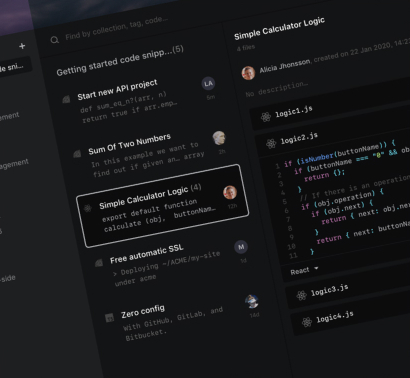 +
de sni...
ement
nagement
-side
Find by collection, tag, code...
Getting started code snipp...(5)
Start new API project
def sum_eq_n?(arr, n)
return true if arr.emp...
LA
5m
Sum Of Two Numbers
In this example we want to
find out if given a… array
2h
Simple Calculator Logic (4)
export default function
calculate (obj, buttonNam…
12h
Free automatic SSL
> Deploying ~/ACME/my-site
under acme
M
1d
Zero config
With GitHub, GitLab, and
Bitbucket,
14d
Simple Calculator Logic
4 files
Alicia Jhonsson, created on 22 Jan 2020, 14:2
No description…
logic1.js
logic2.js
1 if (isNumber(buttonName)) {
2 if (buttonName === "0" && ob
3 return {};
4 }
5 // If there is an operation
6 if (obj.operation) {
7 if (obj.next) {
8 return { next: obj.ne
9 }
10 return { next: buttonN
11 }
React
logic3.js
logic4.js